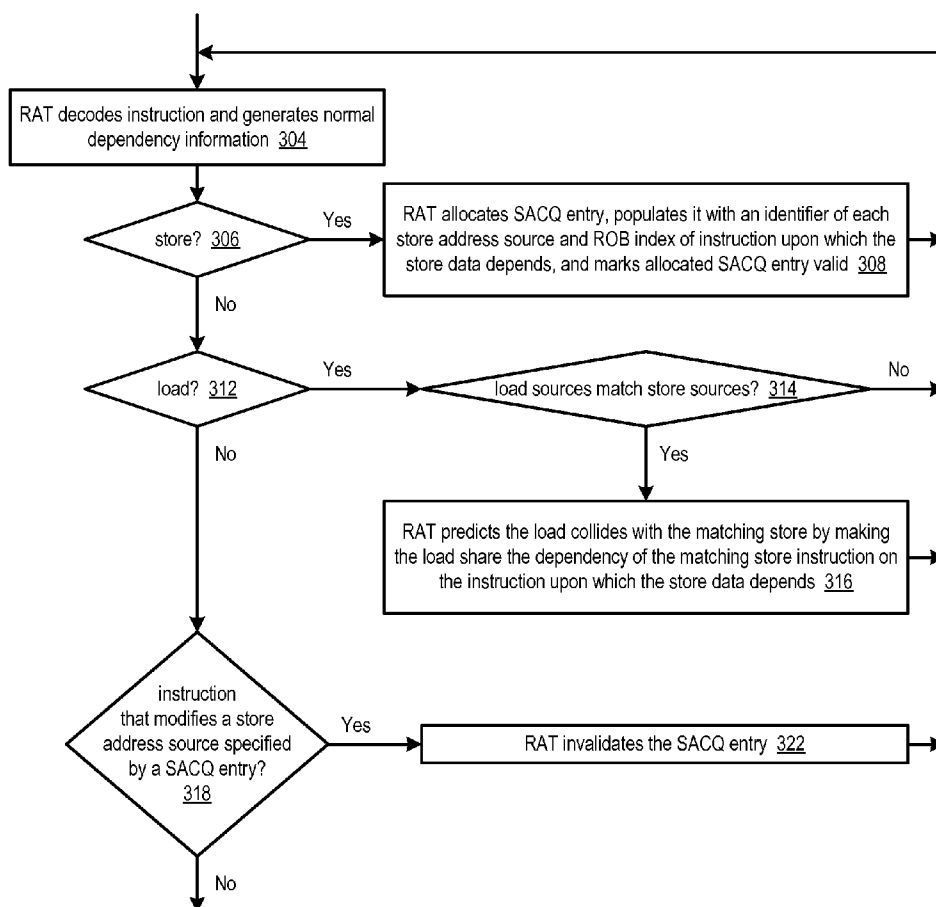 RAT decodes instruction and generates normal
dependency information 304
store? 306
Yes
RAT allocates SACQ entry, populates it with an identifier of each
store address source and ROB index of instruction upon which the
store data depends, and marks allocated SACQ entry valid 308
No
load? 312
Yes
load sources match store sources? 314
No
No
Yes
RAT predicts the load collides with the matching store by making
the load share the dependency of the matching store instruction on
the instruction upon which the store data depends 316
instruction
that modifies a store
address source specified
by a SACQ entry?
318
Yes
RAT invalidates the SACQ entry 322
No